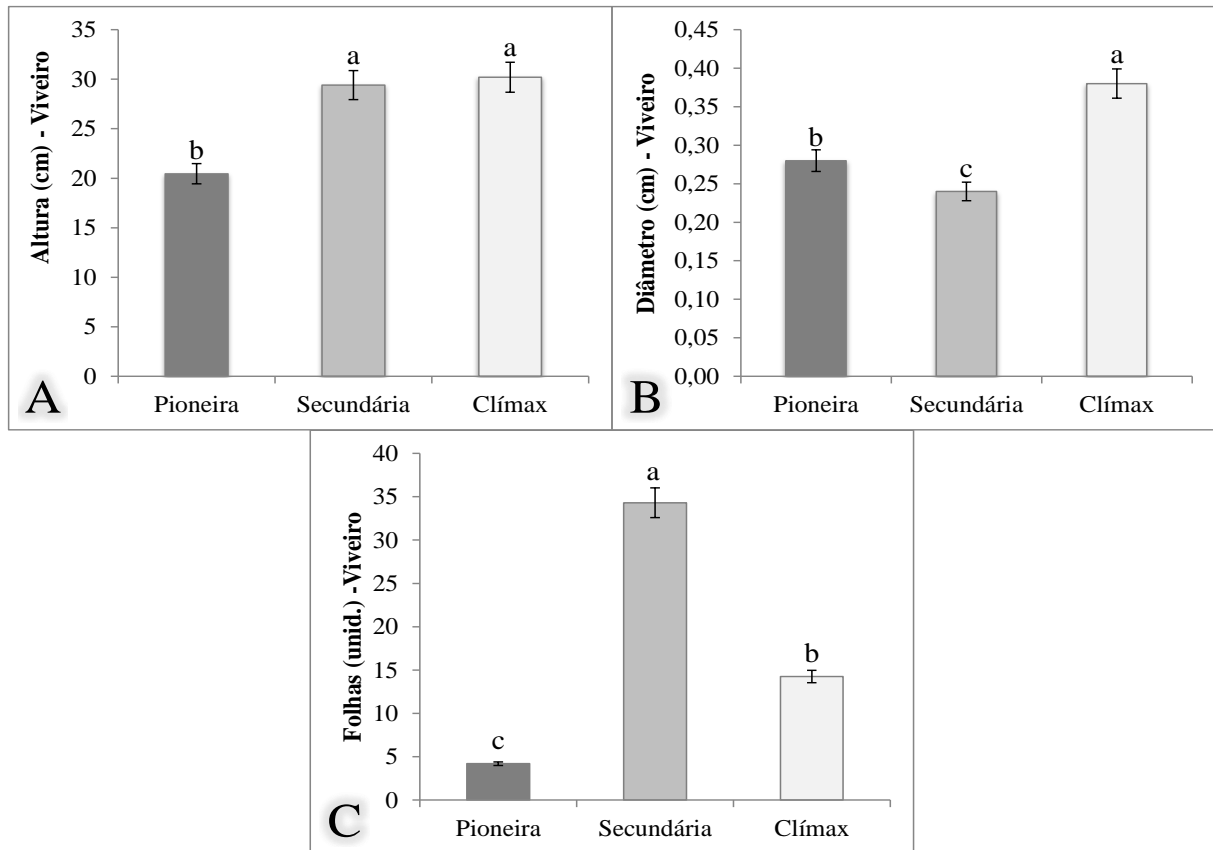 Altura (cm) - Viveiro
35
30
25
20
15
10
5
0
b
a
a
Pioneira
Secundária
Clímax
A
Diâmetro (cm) - Viveiro
0,45
0,40
0,35
0,30
0,25
0,20
0,15
0,10
0,05
0,00
b
c
a
Pioneira
Secundária
Clímax
B
Folhas (unid.) -Viveiro
40
35
30
25
20
15
10
5
0
c
a
b
Pioneira
Secundária
Clímax
C